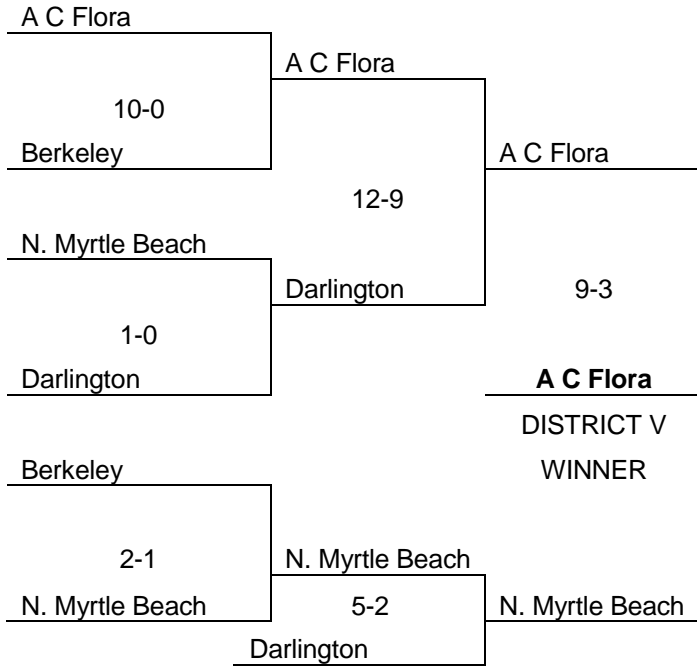 A C Flora
A C Flora
10-0
Berkeley
A C Flora
12-9
N. Myrtle Beach
Darlington
9-3
1-0
Darlington
A C Flora
DISTRICT V
Berkeley
WINNER
2-1
N. Myrtle Beach
N. Myrtle Beach
5-2
N. Myrtle Beach
Darlington